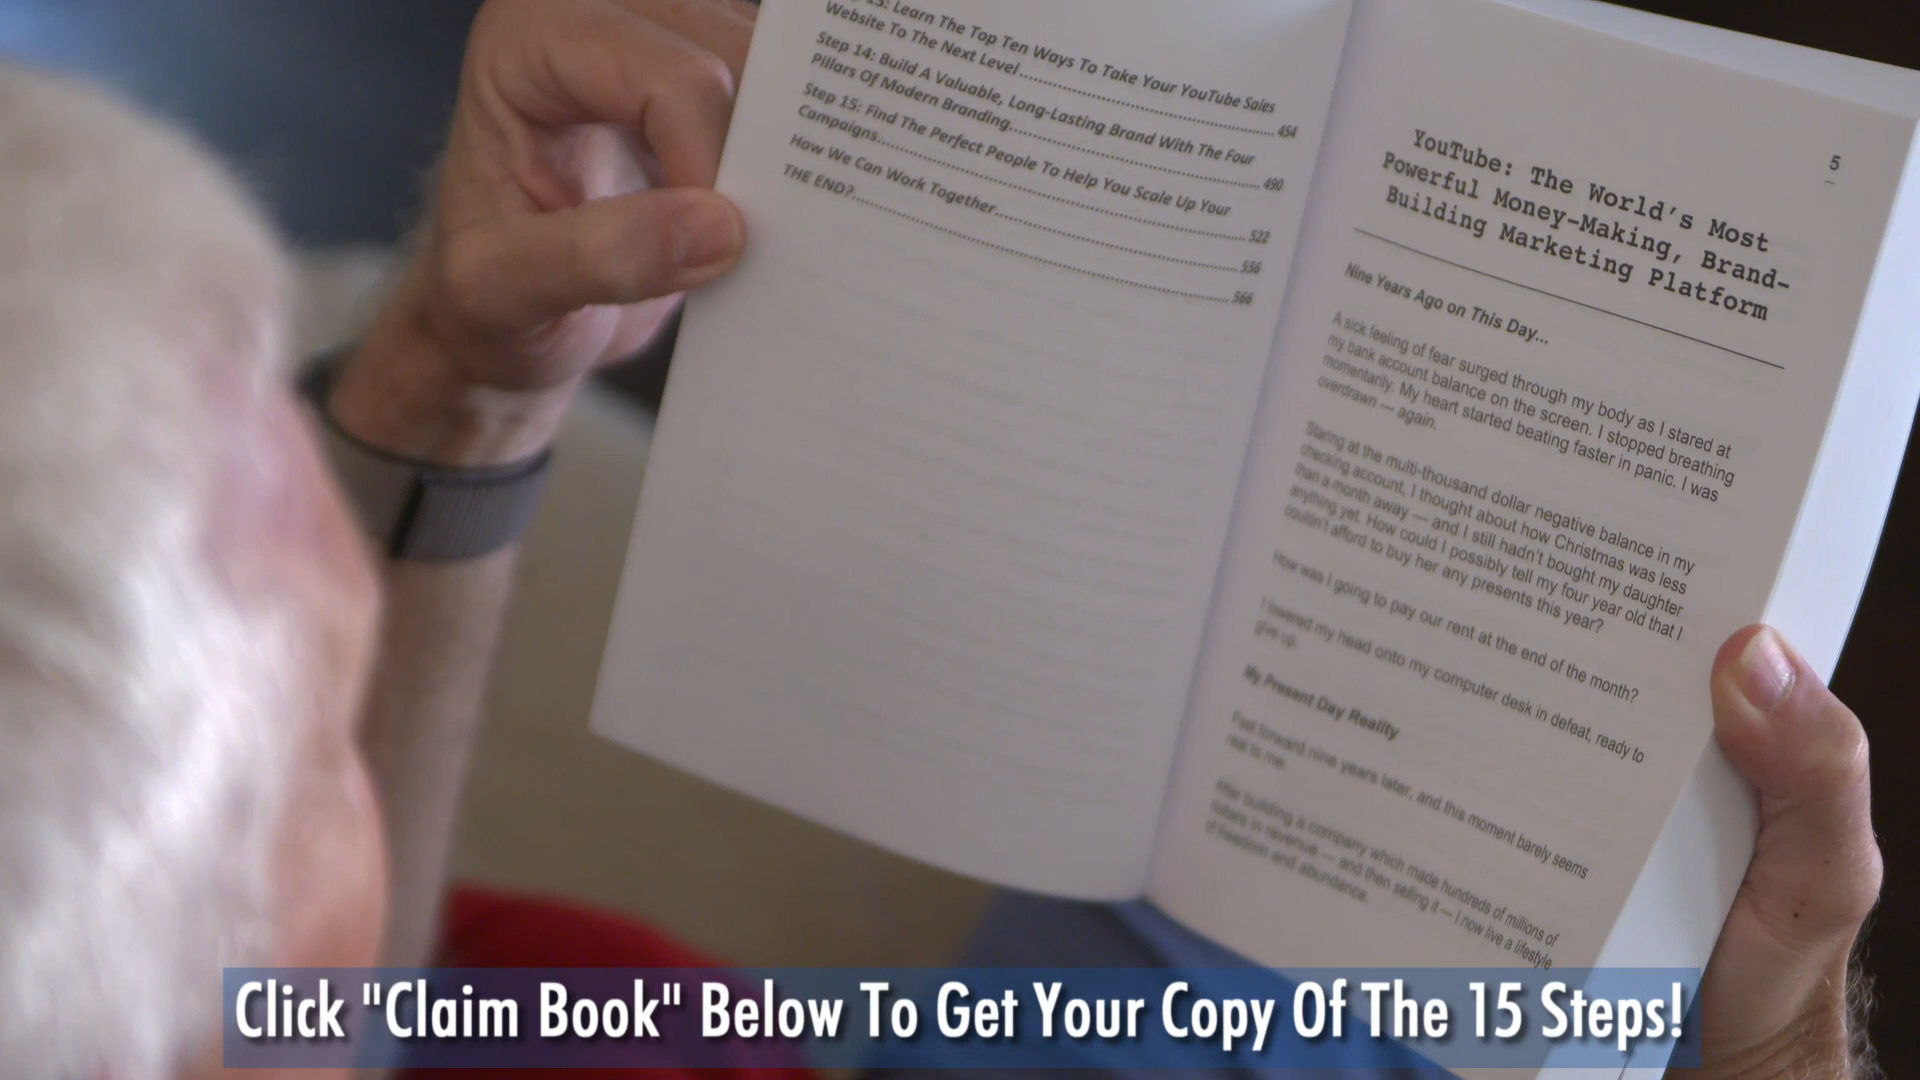 13: Learn The Top Ten Ways To Take Your YouTube Sales
Website To The Next Level.......................................................454
Step 14: Build A Valuable, Long-Lasting Brand With The Four
Pillars Of Modern Branding.......................................................490
Step 15: Find The Perfect People To Help You Scale Up Your
Campaigns.......................................................522
How We Can Work Together.......................................................556
THE END?.......................................................566
5
YouTube: The World's Most
Powerful Money-Making, Brand-
Building Marketing Platform
Nine Years Ago on This Day...
A sick feeling of fear surged through my body as I stared at
my bank account balance on the screen. I stopped breathing
momentarily. My heart started beating faster in panic. I was
overdrawn — again.
Staring at the multi-thousand dollar negative balance in my
checking account, I thought about how Christmas was less
than a month away — and I still hadn't bought my daughter
anything yet. How could I possibly tell my four year old that I
couldn't afford to buy her any presents this year?
How was I going to pay our rent at the end of the month?
I lowered my head onto my computer desk in defeat, ready to
give up.
My Present Day Reality
Fast forward nine years later, and this moment barely seems
real to me.
After building a company which made hundreds of millions of
dollars in revenue — and then selling it — I now live a lifestyle
of freedom and abundance.
Click "Claim Book" Below To Get Your Copy Of The 15 Steps!